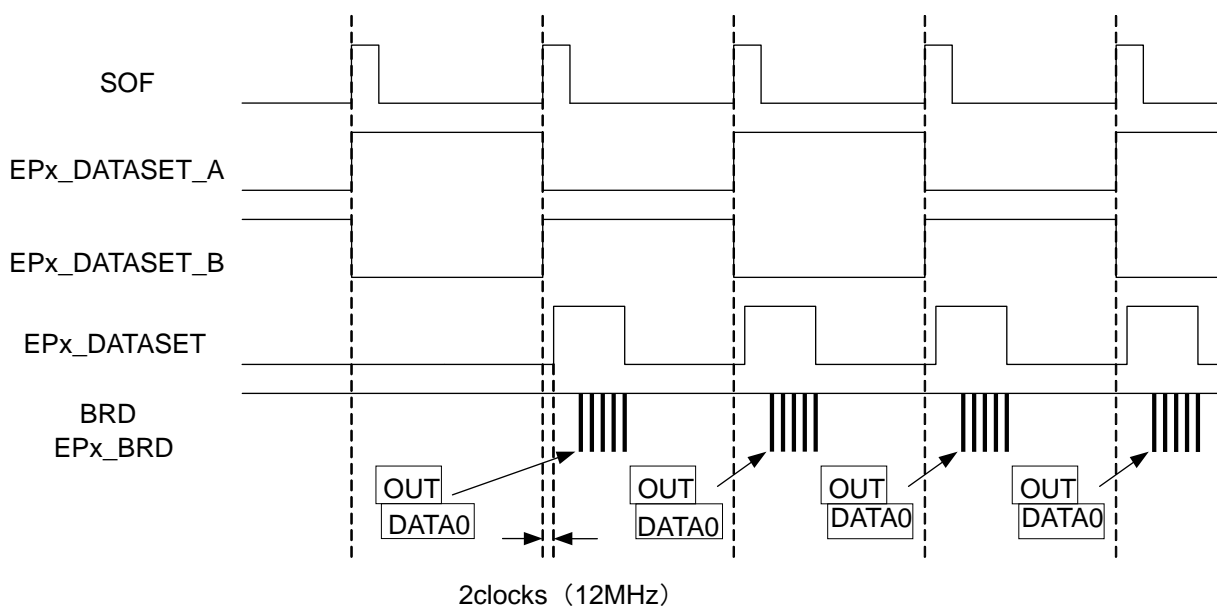 SOF
EPx_DATASET_A
EPx_DATASET_B
EPx_DATASET
BRD
EPx_BRD
OUT
DATA0
OUT
DATA0
OUT
DATA0
OUT
DATA0
2clocks（12MHz）